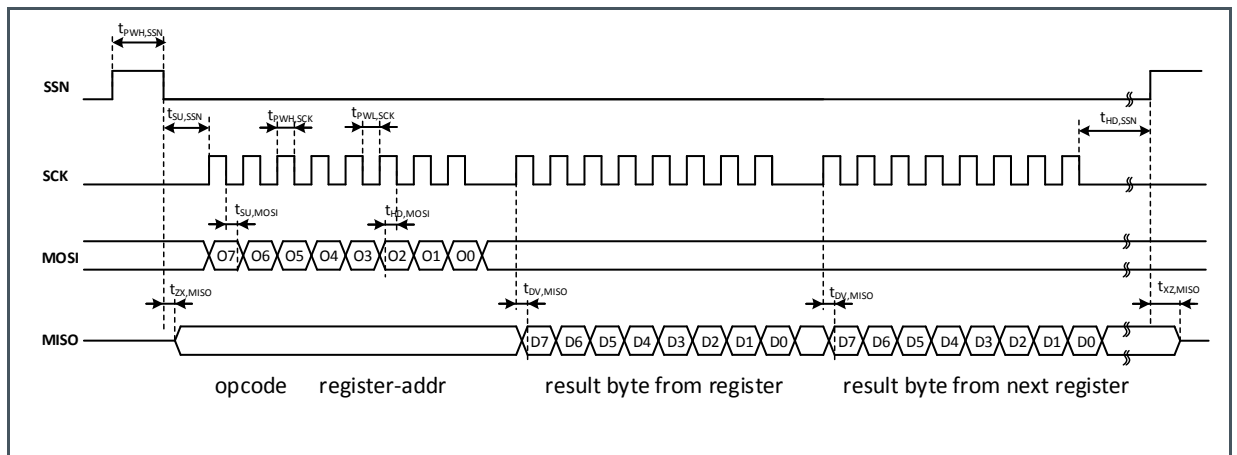 tPWH,SSN
SSN
tSU,SSN tPWH,SCK tPWL,SCK tHD,SSN
SCK
tSU,MOSI tHD,MOSI
MOSI O7 O6 O5 O4 O3 O2 O1 O0
tZX,MISO tDV,MISO tDV,MISO tXZ,MISO
MISO D7 D6 D5 D4 D3 D2 D1 D0 D7 D6 D5 D4 D3 D2 D1 D0
opcode register-addr result byte from register result byte from next register